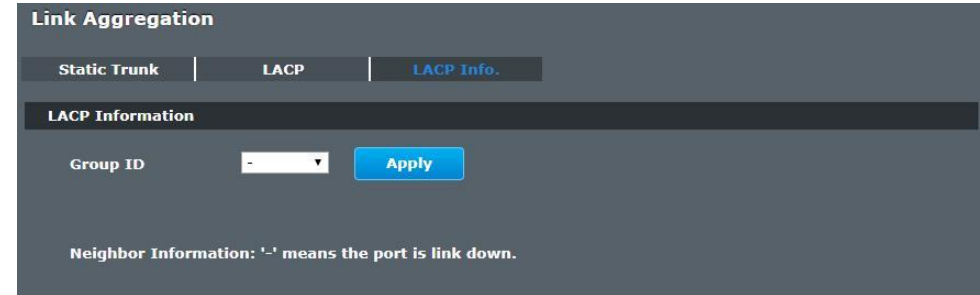 Link Aggregation
Static Trunk LACP LACP Info.
LACP Information
Group ID - Apply
Neighbor Information: '-' means the port is link down.